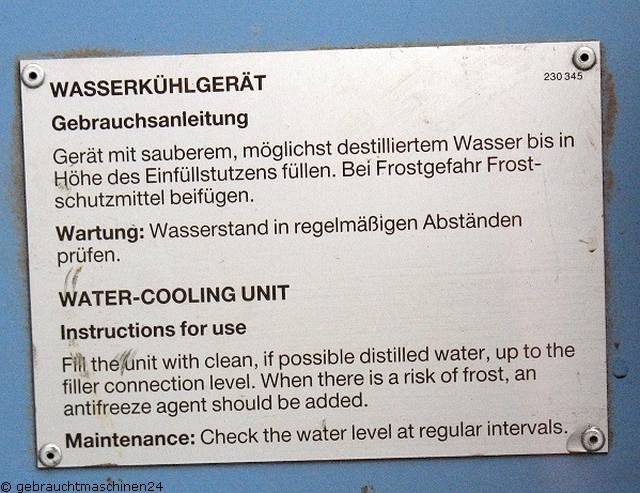 WASSERKÜHLGERÄT
230 345
Gebrauchsanleitung
Gerät mit sauberem, möglichst destilliertem Wasser bis in
Höhe des Einfüllstutzens füllen. Bei Frostgefahr Frost-
schutzmittel beifügen.
Wartung: Wasserstand in regelmäßigen Abständen
prüfen.
WATER-COOLING UNIT
Instructions for use
Fill the unit with clean, if possible distilled water, up to the
filler connection level. When there is a risk of frost, an
antifreeze agent should be added.
Maintenance: Check the water level at regular intervals.
© gebrauchtmaschinen24